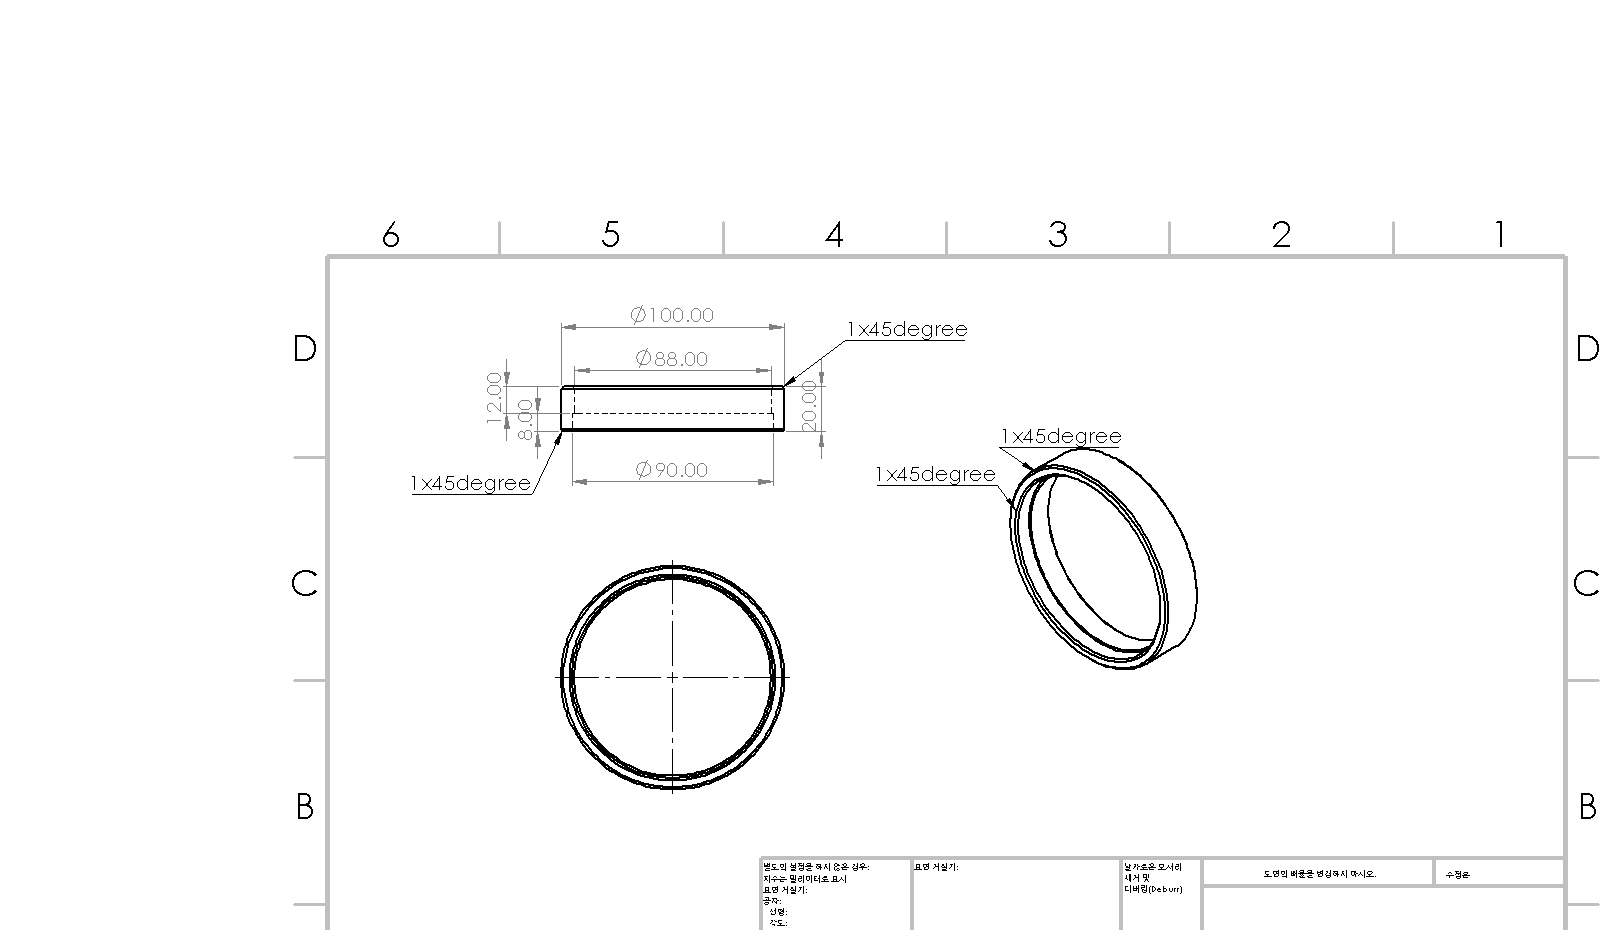 6 5 4 3 2 1
D D
⌀100.00
1x45degree
⌀88.00
12.00
8.00
20.00
⌀90.00
1x45degree
1x45degree
1x45degree
C C
B B
별도의 설정을 하지 않은 경우:
치수는 밀리미터로 표시
표면 거칠기:
공차:
선형:
각도:
표면 거칠기:
날카로운 모서리
제거 및
디버링(Deburr)
도면의 배율을 변경하지 마시오.
수정본